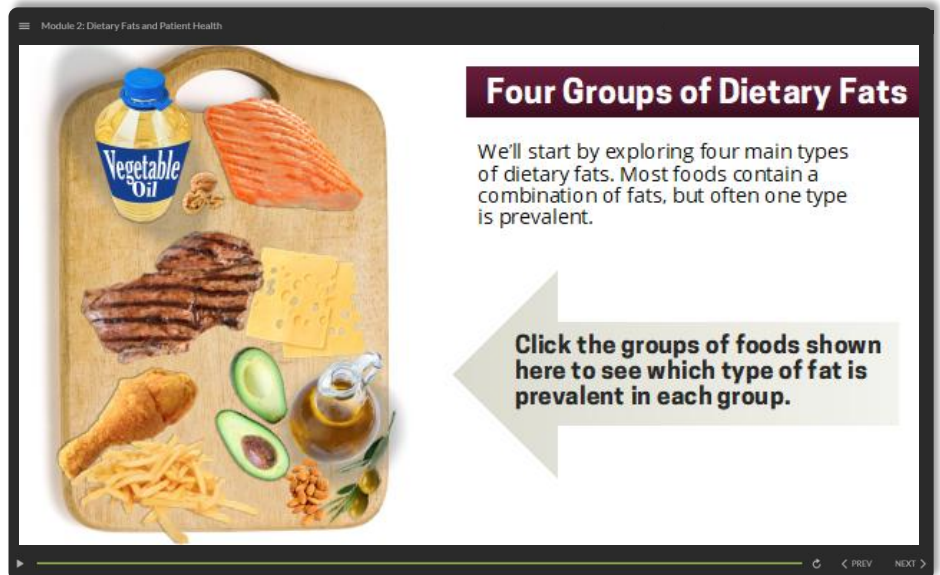 Module 2: Dietary Fats and Patient Health
Vegetable
Oil
Four Groups of Dietary Fats
We'll start by exploring four main types
of dietary fats. Most foods contain a
combination of fats, but often one type
is prevalent.
Click the groups of foods shown
here to see which type of fat is
prevalent in each group.
PREV NEXT